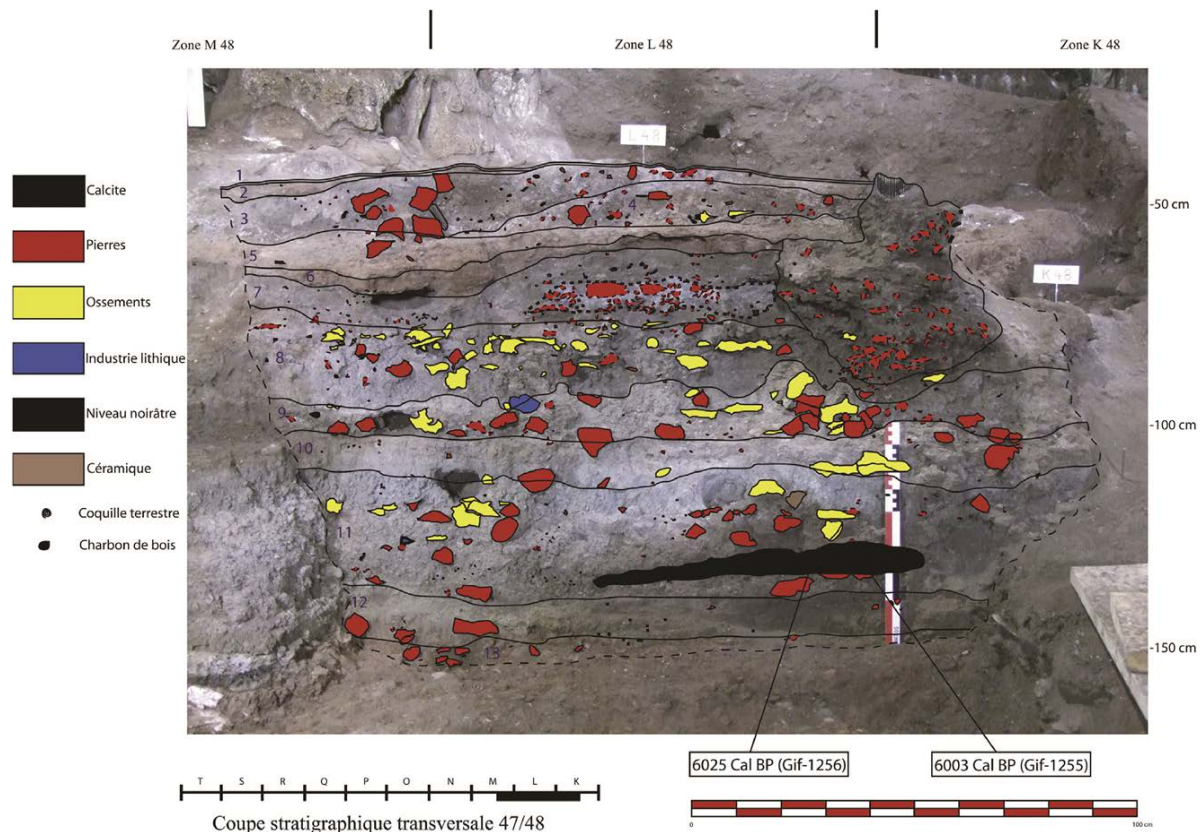 Zone M 48
Zone L 48
Zone K 48
L 48
K 48
1
2
3
4
5
6
7
8
9
10
11
12
13
-50 cm
-100 cm
-150 cm
Calcite
Pierres
Ossements
Industrie lithique
Niveau noirâtre
Céramique
Coquille terrestre
Charbon de bois
6025 Cal BP (Gif-1256)
6003 Cal BP (Gif-1255)
T S R Q P O N M L K
Coupe stratigraphique transversale 47/48
0
100 cm